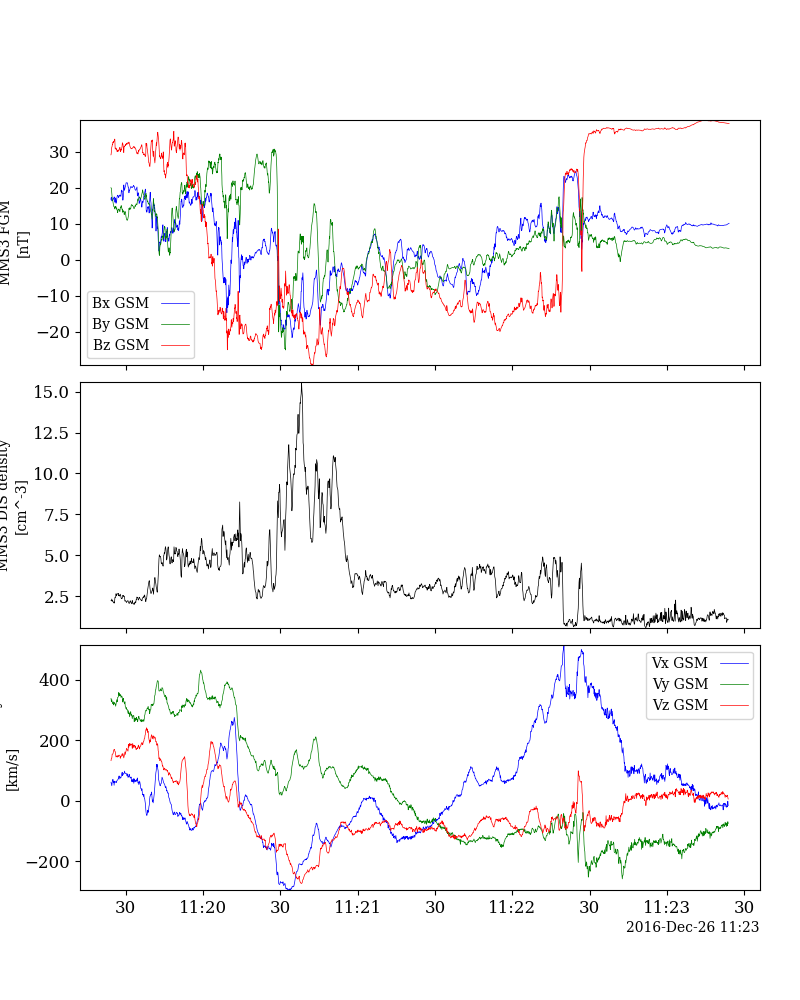 MMS3 FGM
[nT]
30
20
10
0
−10
−20
Bx GSM
By GSM
Bz GSM
MMS3 DIS density
[cm^-3]
15.0
12.5
10.0
7.5
5.0
2.5
[km/s]
400
200
0
−200
Vx GSM
Vy GSM
Vz GSM
30
11:20
30
11:21
30
11:22
30
11:23
30
2016-Dec-26 11:23